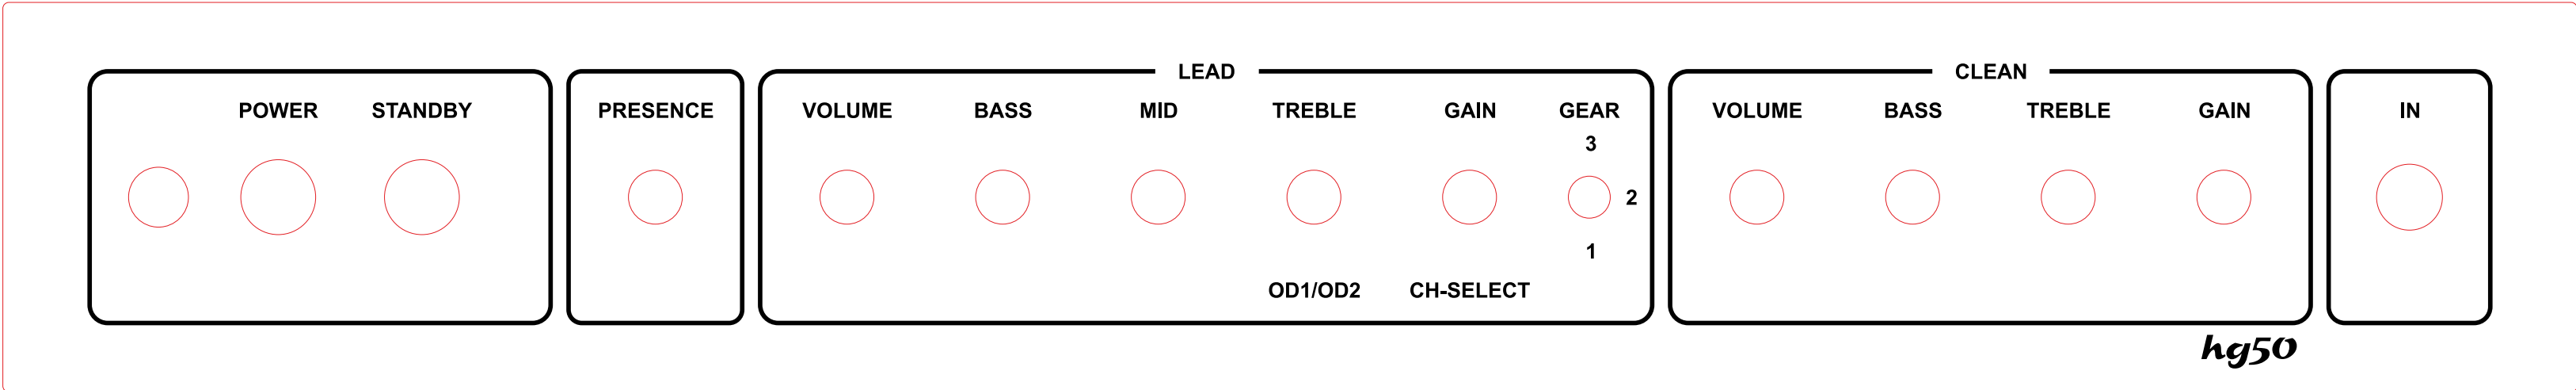 LEAD
CLEAN
POWER STANDBY PRESENCE VOLUME BASS MID TREBLE GAIN GEAR VOLUME BASS TREBLE GAIN IN
3
2
1
OD1/OD2 CH-SELECT
hg50